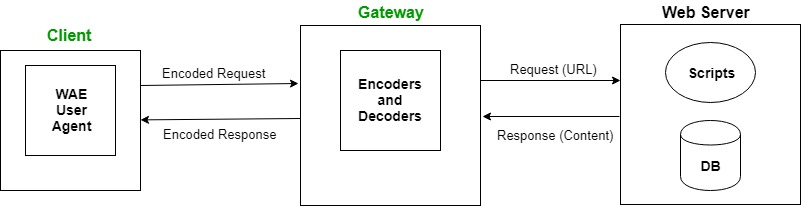 Client
Gateway
Web Server
WAE
User
Agent
Encoded Request
Encoded Response
Encoders
and
Decoders
Request (URL)
Response (Content)
Scripts
DB